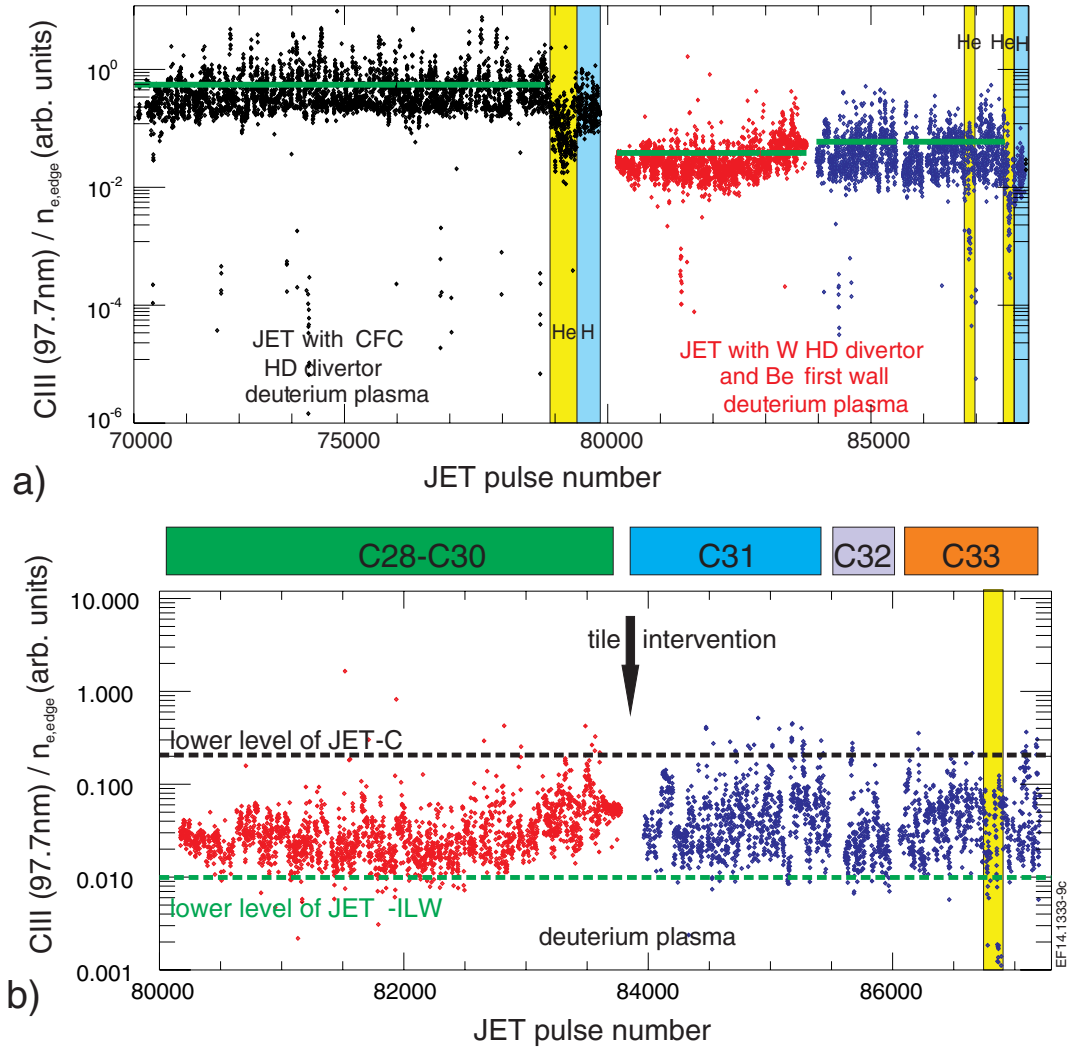 CIII (97.7nm) / n e,edge (arb. units)
10^0
10^-2
10^-4
10^-6
He
He H
He H
JET with CFC
HD divertor
deuterium plasma
JET with W HD divertor
and Be first wall
deuterium plasma
70000 75000 80000 85000
JET pulse number
a)
C28-C30 C31 C32 C33
CIII (97.7nm) / n e,edge (arb. units)
10.000
1.000
0.100
0.010
0.001
tile intervention
lower level of JET-C
lower level of JET -ILW
deuterium plasma
EF14.1333-9c
80000 82000 84000 86000
JET pulse number
b)